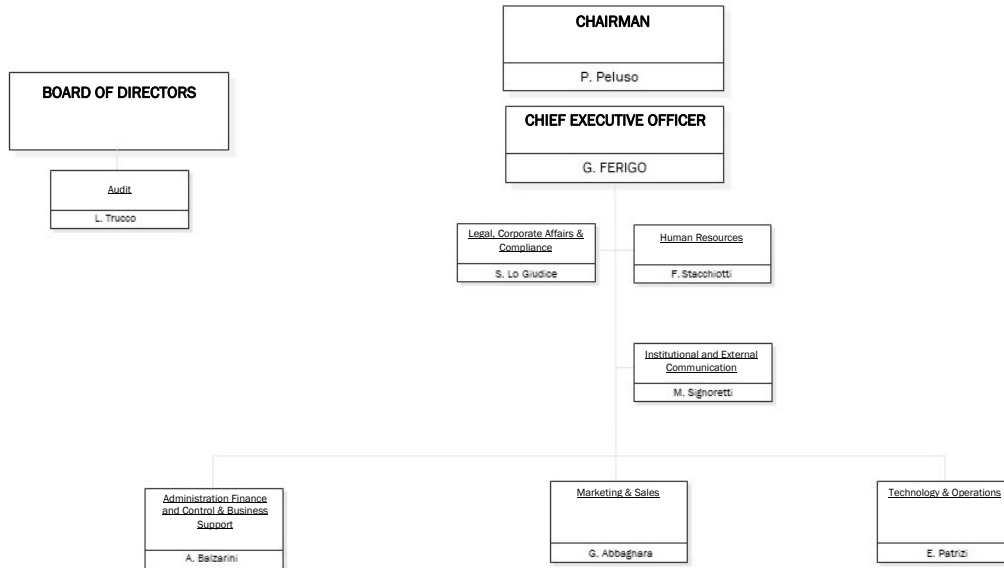 CHAIRMAN
P. Peluso
BOARD OF DIRECTORS
CHIEF EXECUTIVE OFFICER
G. FERIGO
Audit
L. Trucco
Legal, Corporate Affairs &
Compliance
S. Lo Giudice
Human Resources
F. Stacchiotti
Institutional and External
Communication
M. Signoretti
Administration Finance
and Control & Business
Support
A. Balzarini
Marketing & Sales
G. Abbagnara
Technology & Operations
E. Patrizi